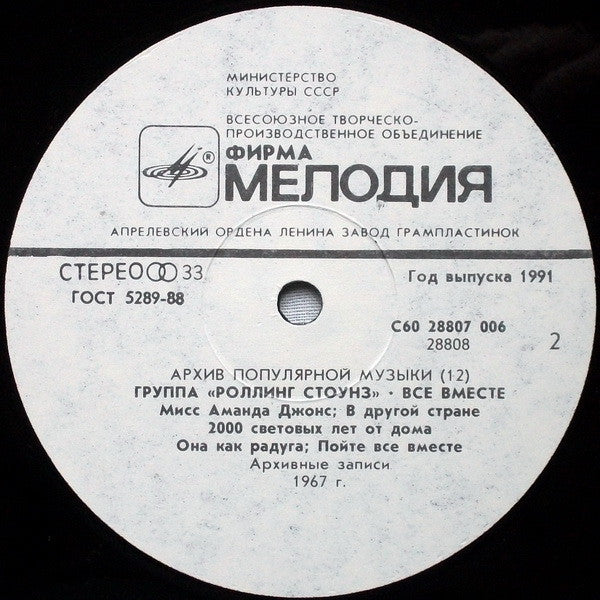 МИНИСТЕРСТВО
КУЛЬТУРЫ СССР
ВСЕСОЮЗНОЕ ТВОРЧЕСКО-
ПРОИЗВОДСТВЕННОЕ ОБЪЕДИНЕНИЕ
®
ФИРМА
МЕЛОДИЯ
АПРЕЛЕВСКИЙ ОРДЕНА ЛЕНИНА ЗАВОД ГРАМПЛАСТИНОК
СТЕРЕО 33
Год выпуска 1991
ГОСТ 5289-88
С60 28807 006
28808
2
АРХИВ ПОПУЛЯРНОЙ МУЗЫКИ (12)
ГРУППА «РОЛЛИНГ СТОУНЗ» · ВСЕ ВМЕСТЕ
Мисс Аманда Джонс; В другой стране
2000 световых лет от дома
Она как радуга; Пойте все вместе
Архивные записи
1967 г.